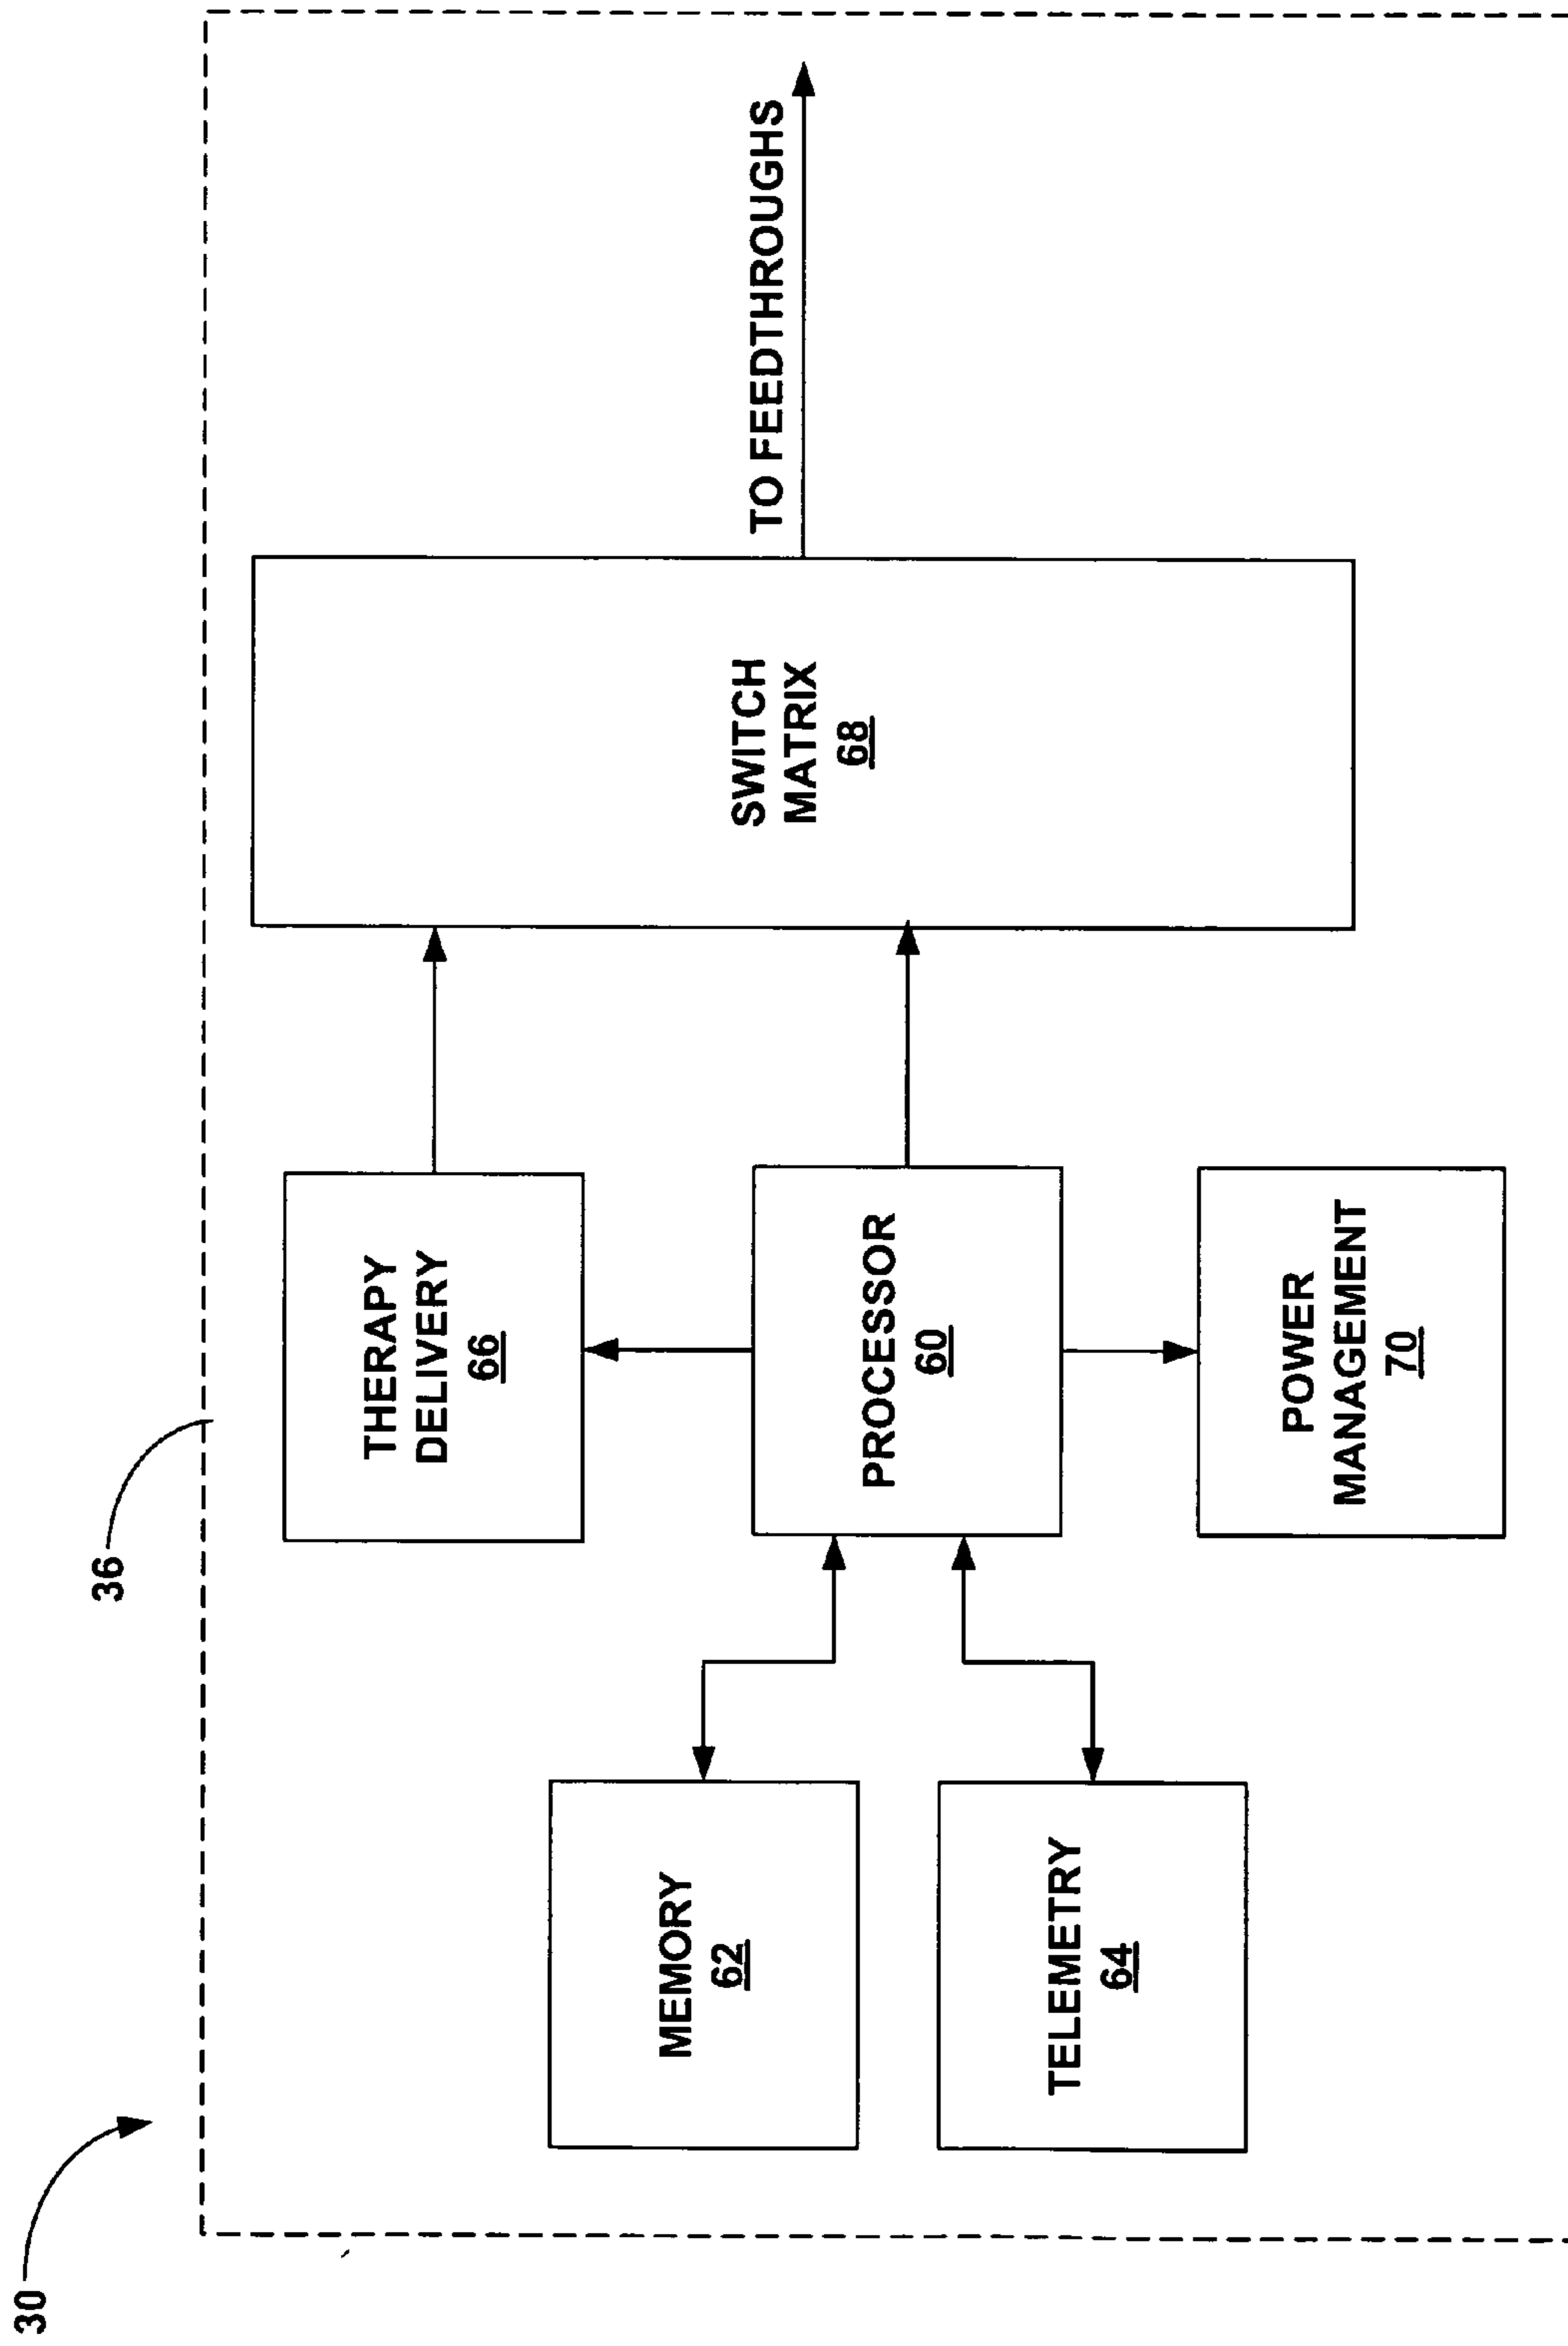 30
36
THERAPY
DELIVERY
66
MEMORY
62
PROCESSOR
60
SWITCH
MATRIX
68
TO FEEDTHROUGHS
TELEMETRY
64
POWER
MANAGEMENT
70